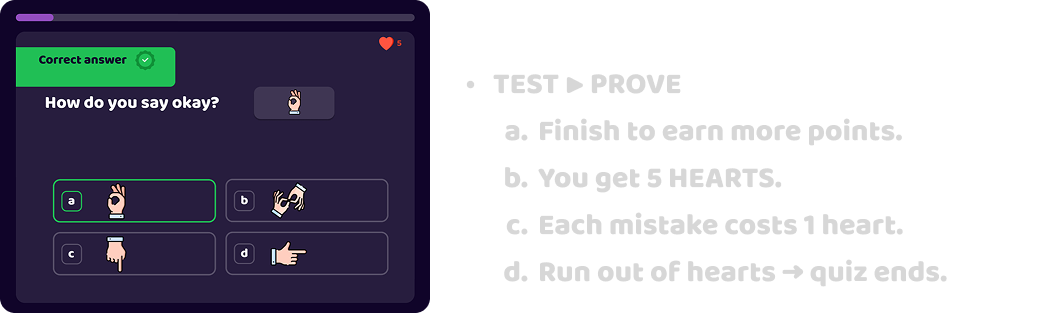 5
Correct answer
How do you say okay?
a
b
c
d
• TEST ▶ PROVE
a. Finish to earn more points.
b. You get 5 HEARTS.
c. Each mistake costs 1 heart.
d. Run out of hearts → quiz ends.